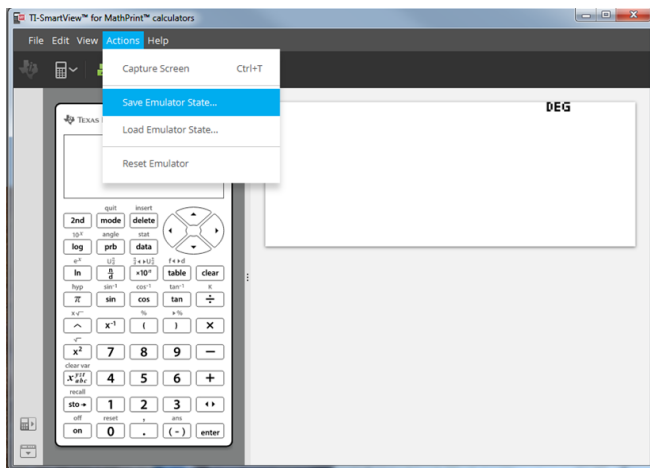 TI-SmartView™ for MathPrint™ calculators
File Edit View Actions Help
Capture Screen Ctrl+T
Save Emulator State...
Load Emulator State...
Reset Emulator
DEG
TEXAS
quit insert
2nd mode delete
angle stat
log prb data
f◄►d
ln n/d ×10ⁿ table clear
hyp sin⁻¹ cos⁻¹ tan⁻¹ K
π sin cos tan ÷
% ►%
^ x⁻¹ ( ) ×
x² 7 8 9 −
clear var
4 5 6 +
recall
sto→ 1 2 3 ◄►
off reset , ans
on 0 . (−) enter